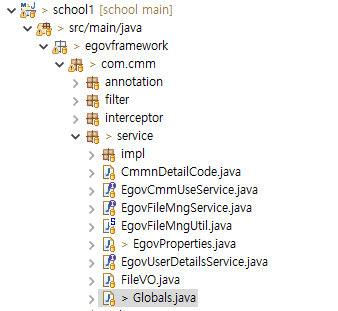 > school1 [school main]
> src/main/java
> egovframework
> com.cmm
annotation
filter
interceptor
> service
impl
CmmnDetailCode.java
EgovCmmUseService.java
EgovFileMngService.java
EgovFileMngUtil.java
> EgovProperties.java
EgovUserDetailsService.java
FileVO.java
> Globals.java